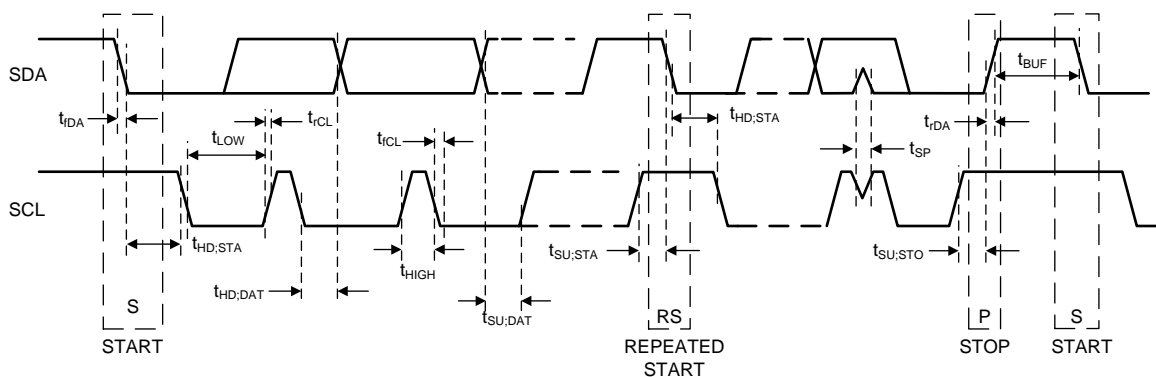 SDA
t_fDA
t_LOW
t_rCL
t_fCL
t_HD;STA
t_SP
t_rDA
t_BUF
SCL
t_HD;STA
t_HD;DAT
t_HIGH
t_SU;DAT
t_SU;STA
t_SU;STO
S
RS
P
S
START
REPEATED
START
STOP
START